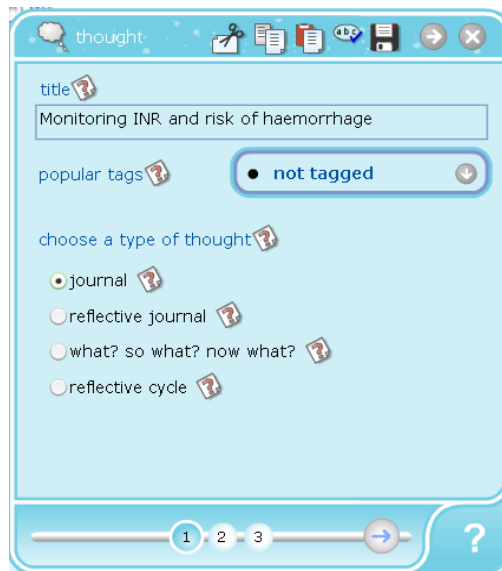 thought
abc
title
Monitoring INR and risk of haemorrhage
popular tags
not tagged
choose a type of thought
journal
reflective journal
what? so what? now what?
reflective cycle
1 2 3
?